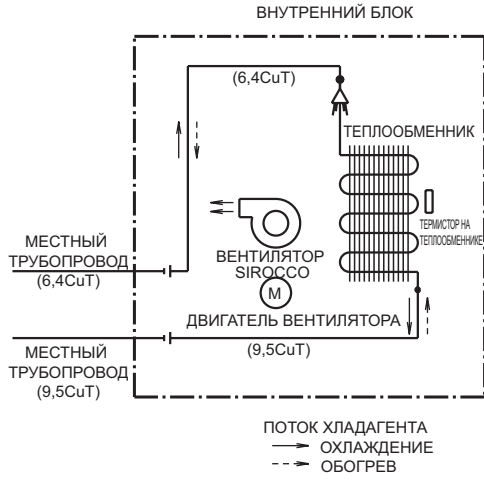 ВНУТРЕННИЙ БЛОК
(6,4CuT)
ТЕПЛООБМЕННИК
ТЕРМИСТОР НА
ТЕПЛООБМЕННИКЕ
ВЕНТИЛЯТОР
SIROCCO
M
ДВИГАТЕЛЬ ВЕНТИЛЯТОРА
МЕСТНЫЙ
ТРУБОПРОВОД
(6,4CuT)
(9,5CuT)
МЕСТНЫЙ
ТРУБОПРОВОД
(9,5CuT)
ПОТОК ХЛАДАГЕНТА
ОХЛАЖДЕНИЕ
ОБОГРЕВ